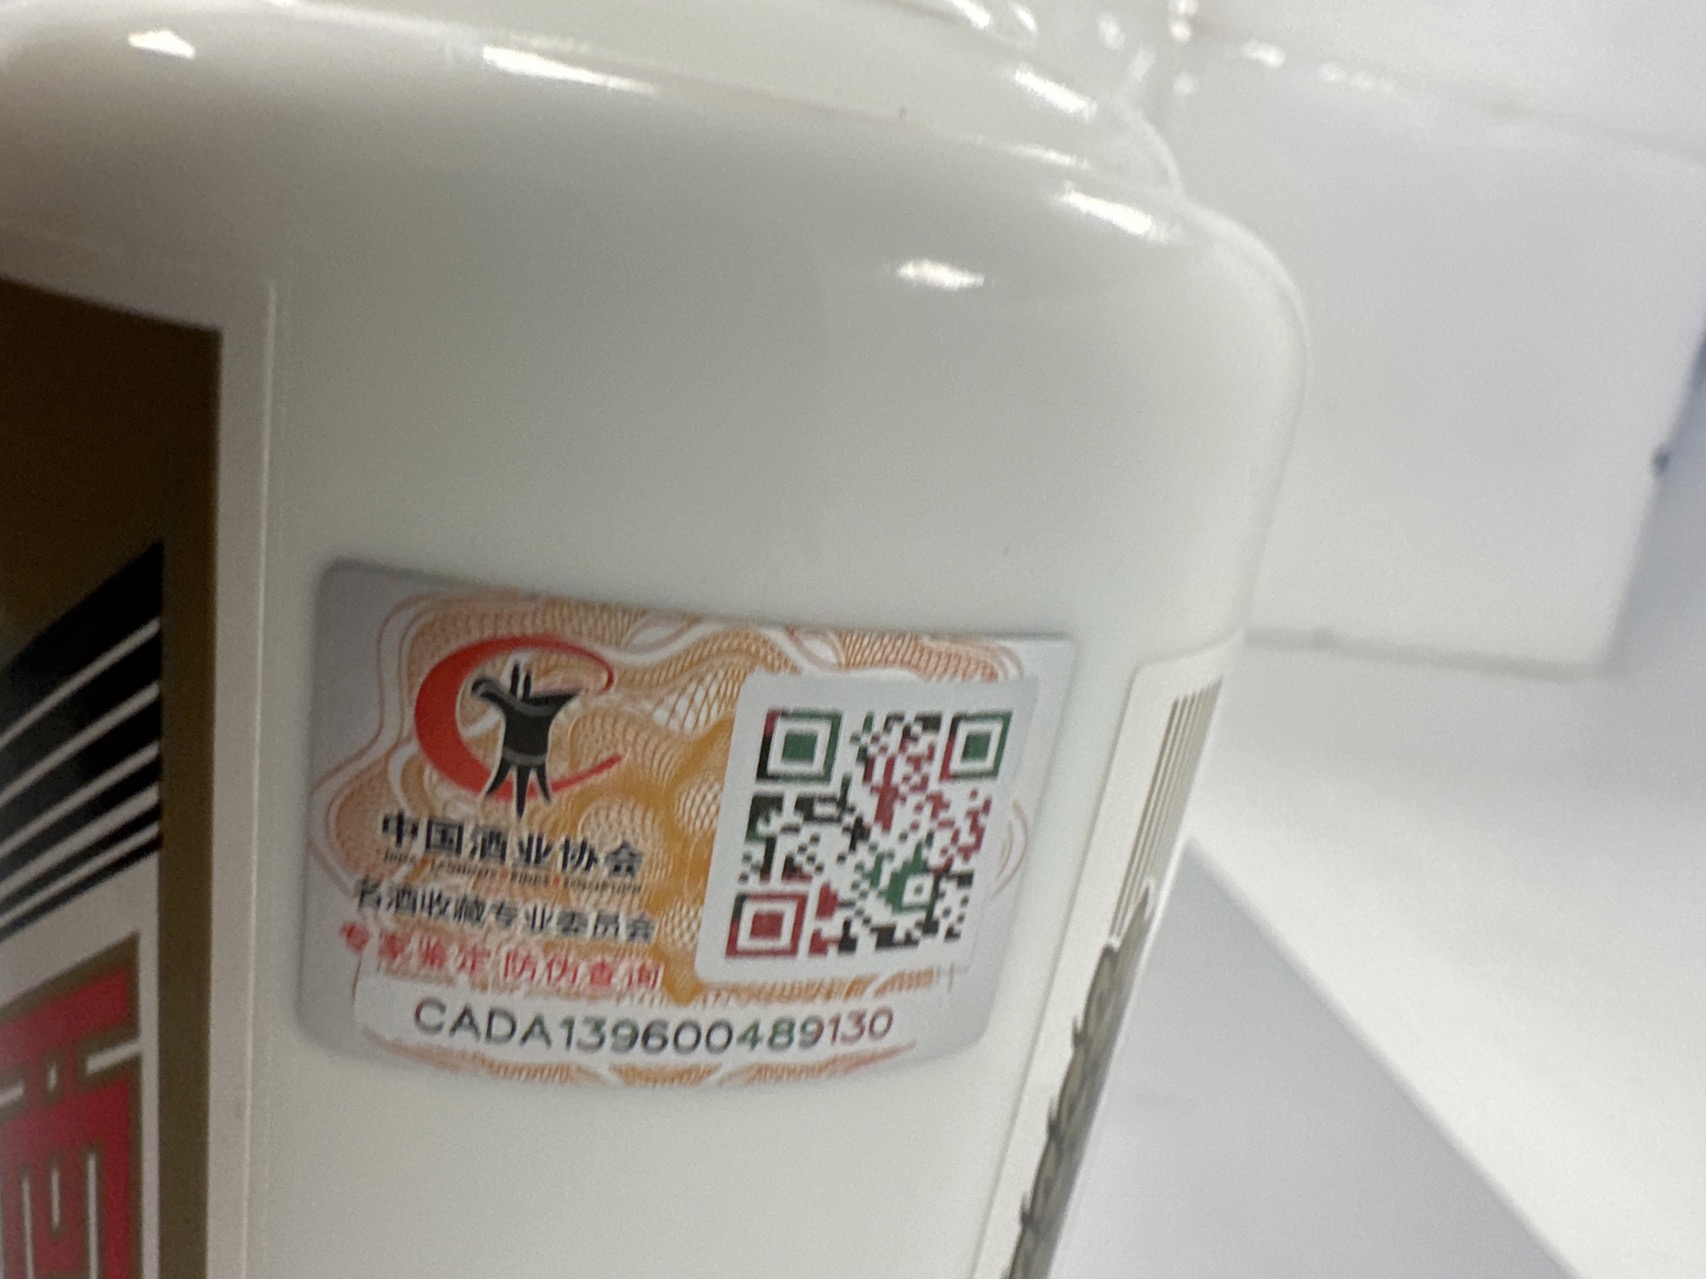 中国酒业协会
名酒收藏专业委员会
专家鉴定 防伪查询
CADA139600489130